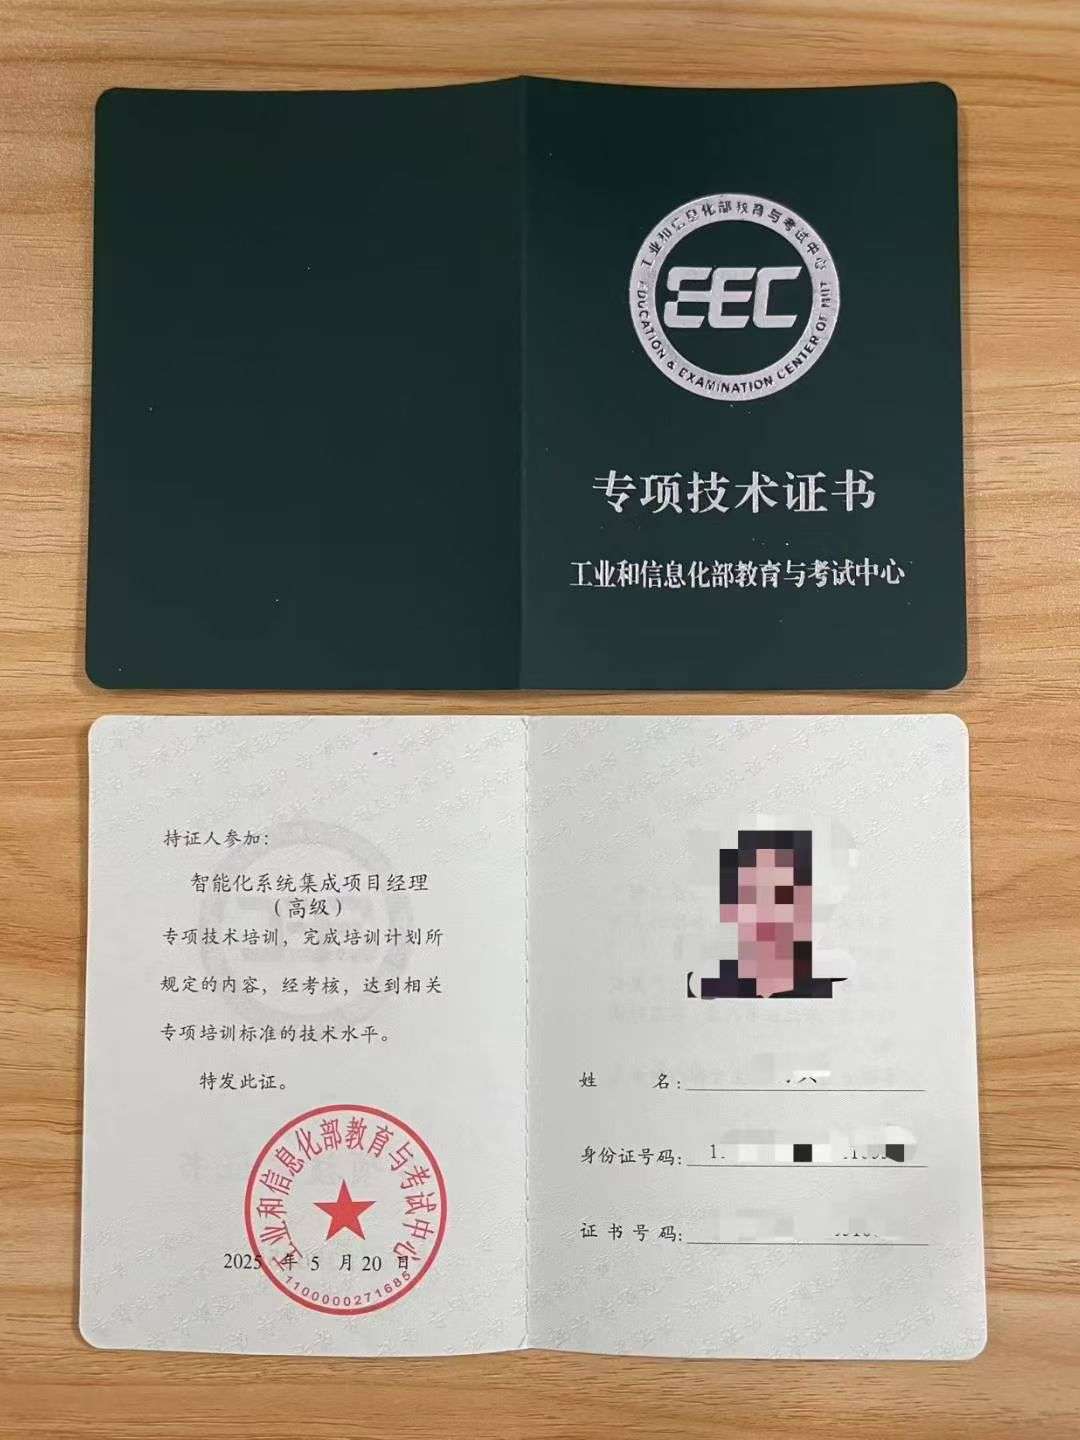 工业和信息化部教育与考试中心
EEC
EDUCATION & EXAMINATION CENTER OF MIIT
专项技术证书
工业和信息化部教育与考试中心
持证人参加：
智能化系统集成项目经理
（高级）
专项技术培训，完成培训计划所
规定的内容，经考核，达到相关
专项培训标准的技术水平。
特发此证。
工业和信息化部教育与考试中心
2025 年 5 月 20 日
1100000271685
姓 名：
身份证号码：
证书号码：